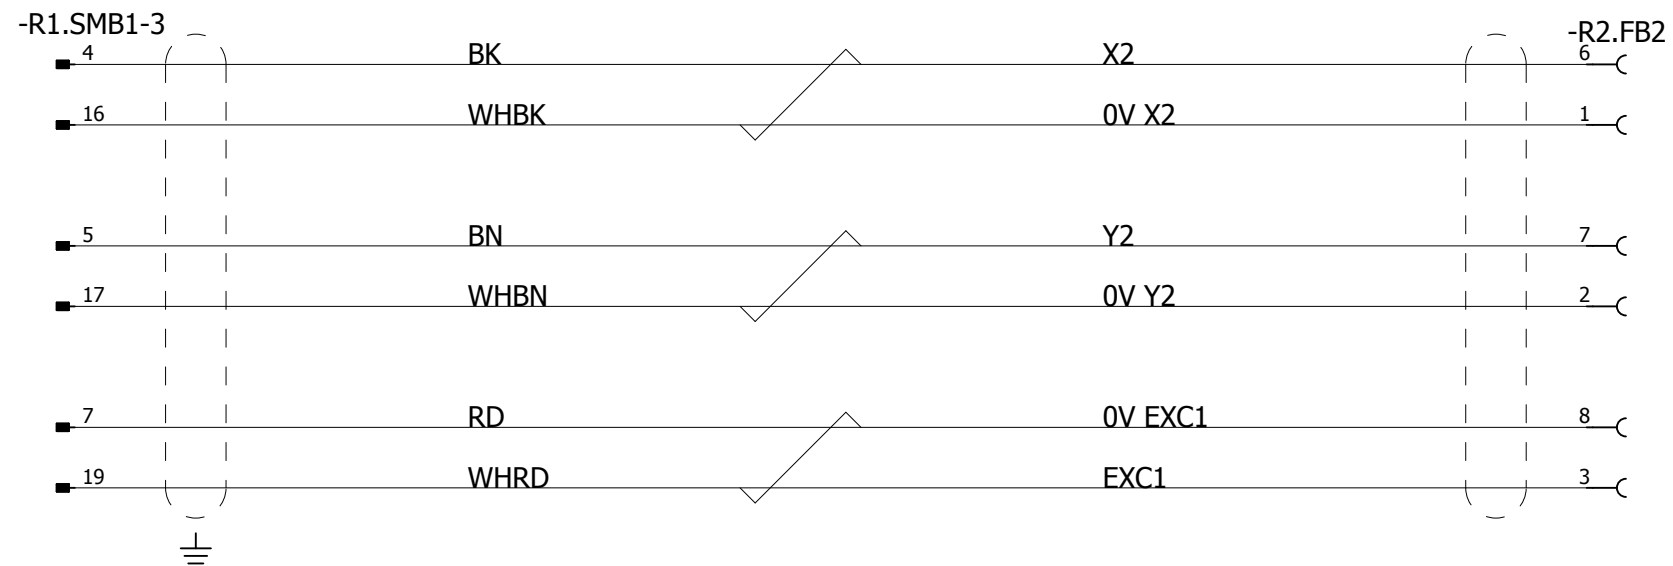 -R1.SMB1-3 -R2.FB2
4 BK X2 6
16 WHBK 0V X2 1
5 BN Y2 7
17 WHBN 0V Y2 2
7 RD 0V EXC1 8
19 WHRD EXC1 3